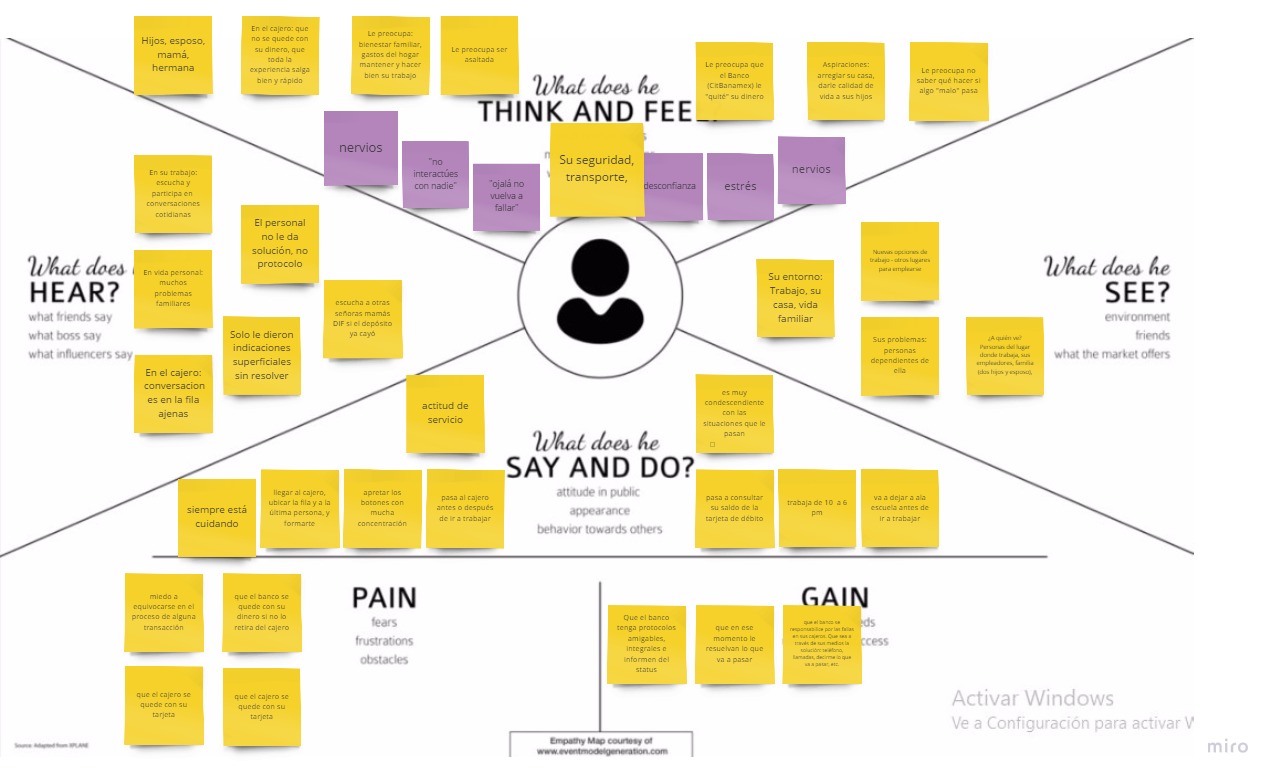 Hijos, esposo,
mamá,
hermana
En el cajero: que
no se quede con
su dinero, que
toda la
experiencia salga
bien y rápido
Le preocupa:
bienestar familiar,
gastos del hogar
mantener y hacer
bien su trabajo
Le preocupa ser
asaltada
What does he
THINK AND FEEL?
Le preocupa que
el Banco
(CitBanamex) le
"quité" su dinero
Aspiraciones:
arreglar su casa,
darle calidad de
vida a sus hijos
Le preocupa no
saber qué hacer si
algo "malo" pasa
nervios
"no
interactúes
con nadie"
"ojalá no
vuelva a
fallar"
Su seguridad,
transporte,
desconfianza
estrés
nervios
What does
HEAR?
what friends say
what boss say
what influencers say
En su trabajo:
escucha y
participa en
conversaciones
cotidianas
En vida personal:
muchos
problemas
familiares
En el cajero:
conversacion
es en la fila
ajenas
El personal
no le da
solución, no
protocolo
Solo le dieron
indicaciones
superficiales
sin resolver
escucha a otras
señoras mamás
DIF si el depósito
ya cayó
Su entorno:
Trabajo, su
casa, vida
familiar
Nuevas opciones de
trabajo - otros lugares
para emplearse
Sus problemas:
personas
dependientes de
ella
¿A quién ve?
Personas del lugar
donde trabaja, sus
empleadores, familia
(dos hijos y esposo),
What does he
SEE?
environment
friends
what the market offers
actitud de
servicio
es muy
condescendiente
con las
situaciones que le
pasan
What does he
SAY AND DO?
attitude in public
appearance
behavior towards others
siempre está
cuidando
llegar al cajero,
ubicar la fila y a la
última persona, y
formarte
apretar los
botones con
mucha
concentración
pasa al cajero
antes o después
de ir a trabajar
pasa a consultar
su saldo de la
tarjeta de débito
trabaja de 10 a 6
pm
va a dejar a ala
escuela antes de
ir a trabajar
PAIN
fears
frustrations
obstacles
miedo a
equivocarse en el
proceso de alguna
transacción
que el banco se
quede con su
dinero si no lo
retira del cajero
que el cajero se
quede con su
tarjeta
que el cajero se
quede con su
tarjeta
GAIN
Que el banco
tenga protocolos
amigables,
integrales e
informen del
status
que en ese
momento le
resuelvan lo que
va a pasar
que el banco se
responsabilice por las fallas
en sus cajeros. Que sea a
través de sus medios la
solución: teléfono,
llamadas, decirme lo que
va a pasar, etc.
Source: Adapted from XPLANE
Empathy Map courtesy of
www.eventmodelgeneration.com
Activar Windows
Ve a Configuración para activar
miro